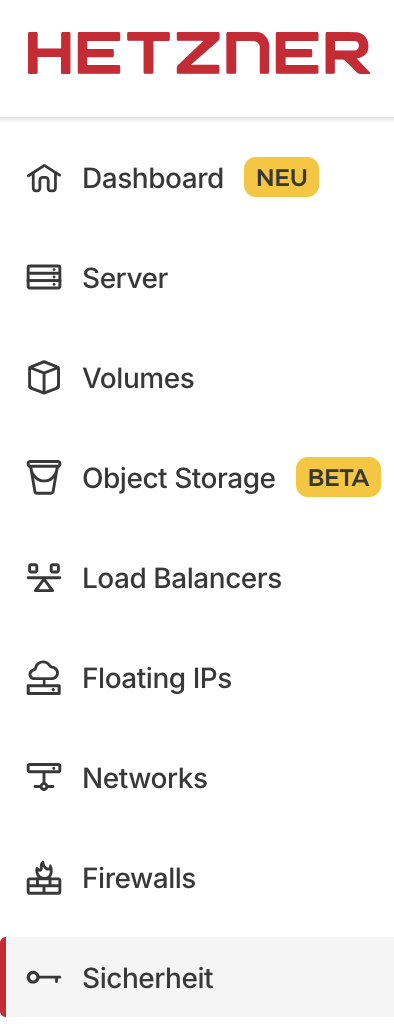 HETZNER
Dashboard NEU
Server
Volumes
Object Storage BETA
Load Balancers
Floating IPs
Networks
Firewalls
Sicherheit